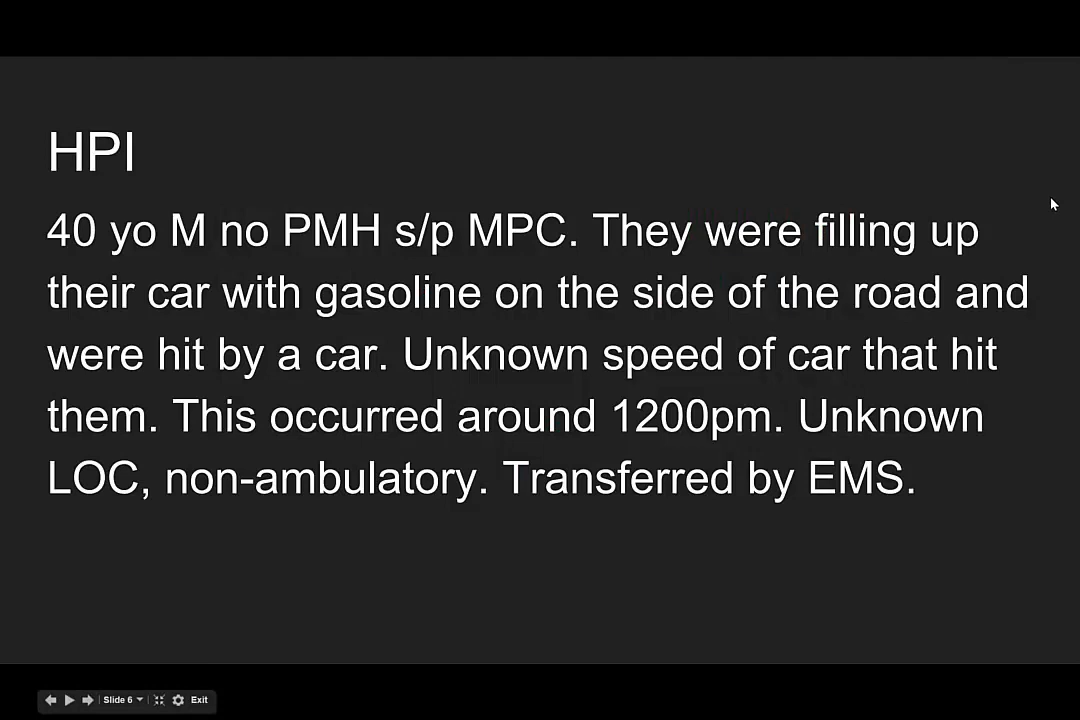 HPI
40 yo M no PMH s/p MPC. They were filling up
their car with gasoline on the side of the road and
were hit by a car. Unknown speed of car that hit
them. This occurred around 1200pm. Unknown
LOC, non-ambulatory. Transferred by EMS.
Slide 6 Exit